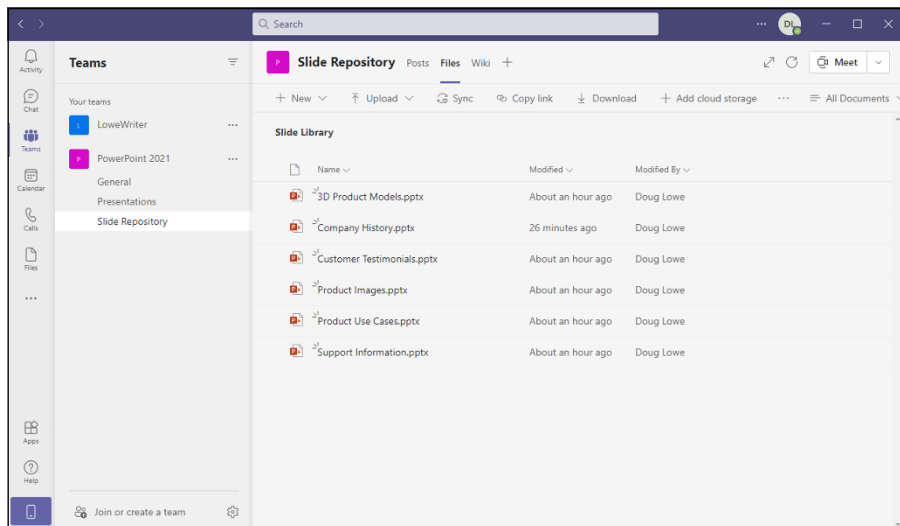 Search
DL
Activity
Chat
Teams
Calendar
Calls
Files
Apps
Help
Teams
Your teams
L LoweWriter
P PowerPoint 2021
General
Presentations
Slide Repository
Join or create a team
P Slide Repository Posts Files Wiki
Meet
New Upload Sync Copy link Download Add cloud storage All Documents
Slide Library
Name Modified Modified By
3D Product Models.pptx About an hour ago Doug Lowe
Company History.pptx 26 minutes ago Doug Lowe
Customer Testimonials.pptx About an hour ago Doug Lowe
Product Images.pptx About an hour ago Doug Lowe
Product Use Cases.pptx About an hour ago Doug Lowe
Support Information.pptx About an hour ago Doug Lowe